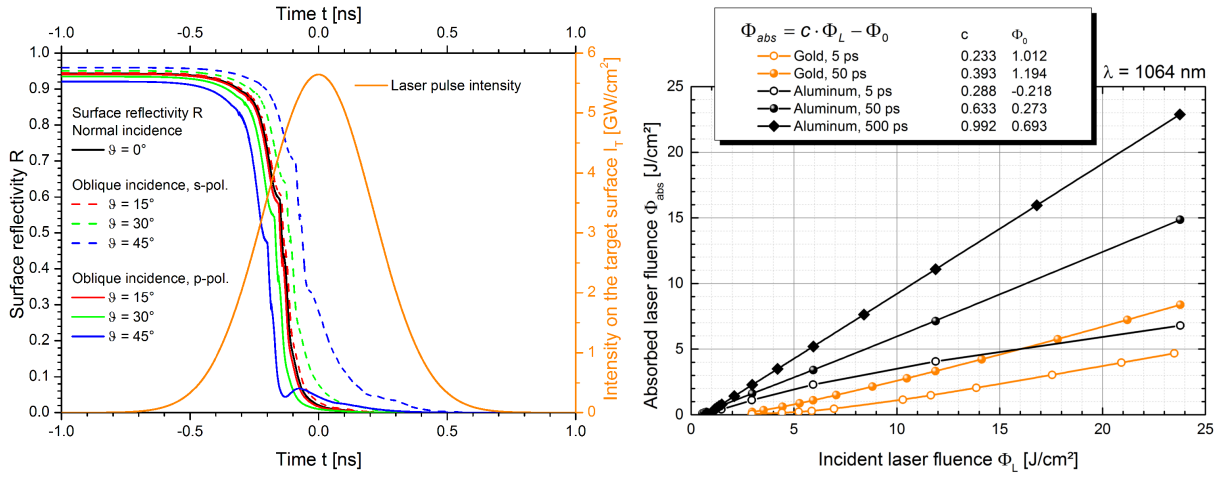 Time t [ns]
-1.0 -0.5 0.0 0.5 1.0
1.0
0.9
0.8
0.7
0.6
0.5
0.4
0.3
0.2
0.1
0.0
Surface reflectivity R
Surface reflectivity R
Normal incidence
ϑ = 0°
Oblique incidence, s-pol.
ϑ = 15°
ϑ = 30°
ϑ = 45°
Oblique incidence, p-pol.
ϑ = 15°
ϑ = 30°
ϑ = 45°
Laser pulse intensity
6
5
4
3
2
1
0
Intensity on the target surface I_T [GW/cm2]
-1.0 -0.5 0.0 0.5 1.0
Time t [ns]
Φabs = c · ΦL – Φ0
c Φ0
Gold, 5 ps 0.233 1.012
Gold, 50 ps 0.393 1.194
Aluminum, 5 ps 0.288 -0.218
Aluminum, 50 ps 0.633 0.273
Aluminum, 500 ps 0.992 0.693
λ = 1064 nm
25
20
15
10
5
0
Absorbed laser fluence Φabs [J/cm²]
0 5 10 15 20 25
Incident laser fluence ΦL [J/cm²]